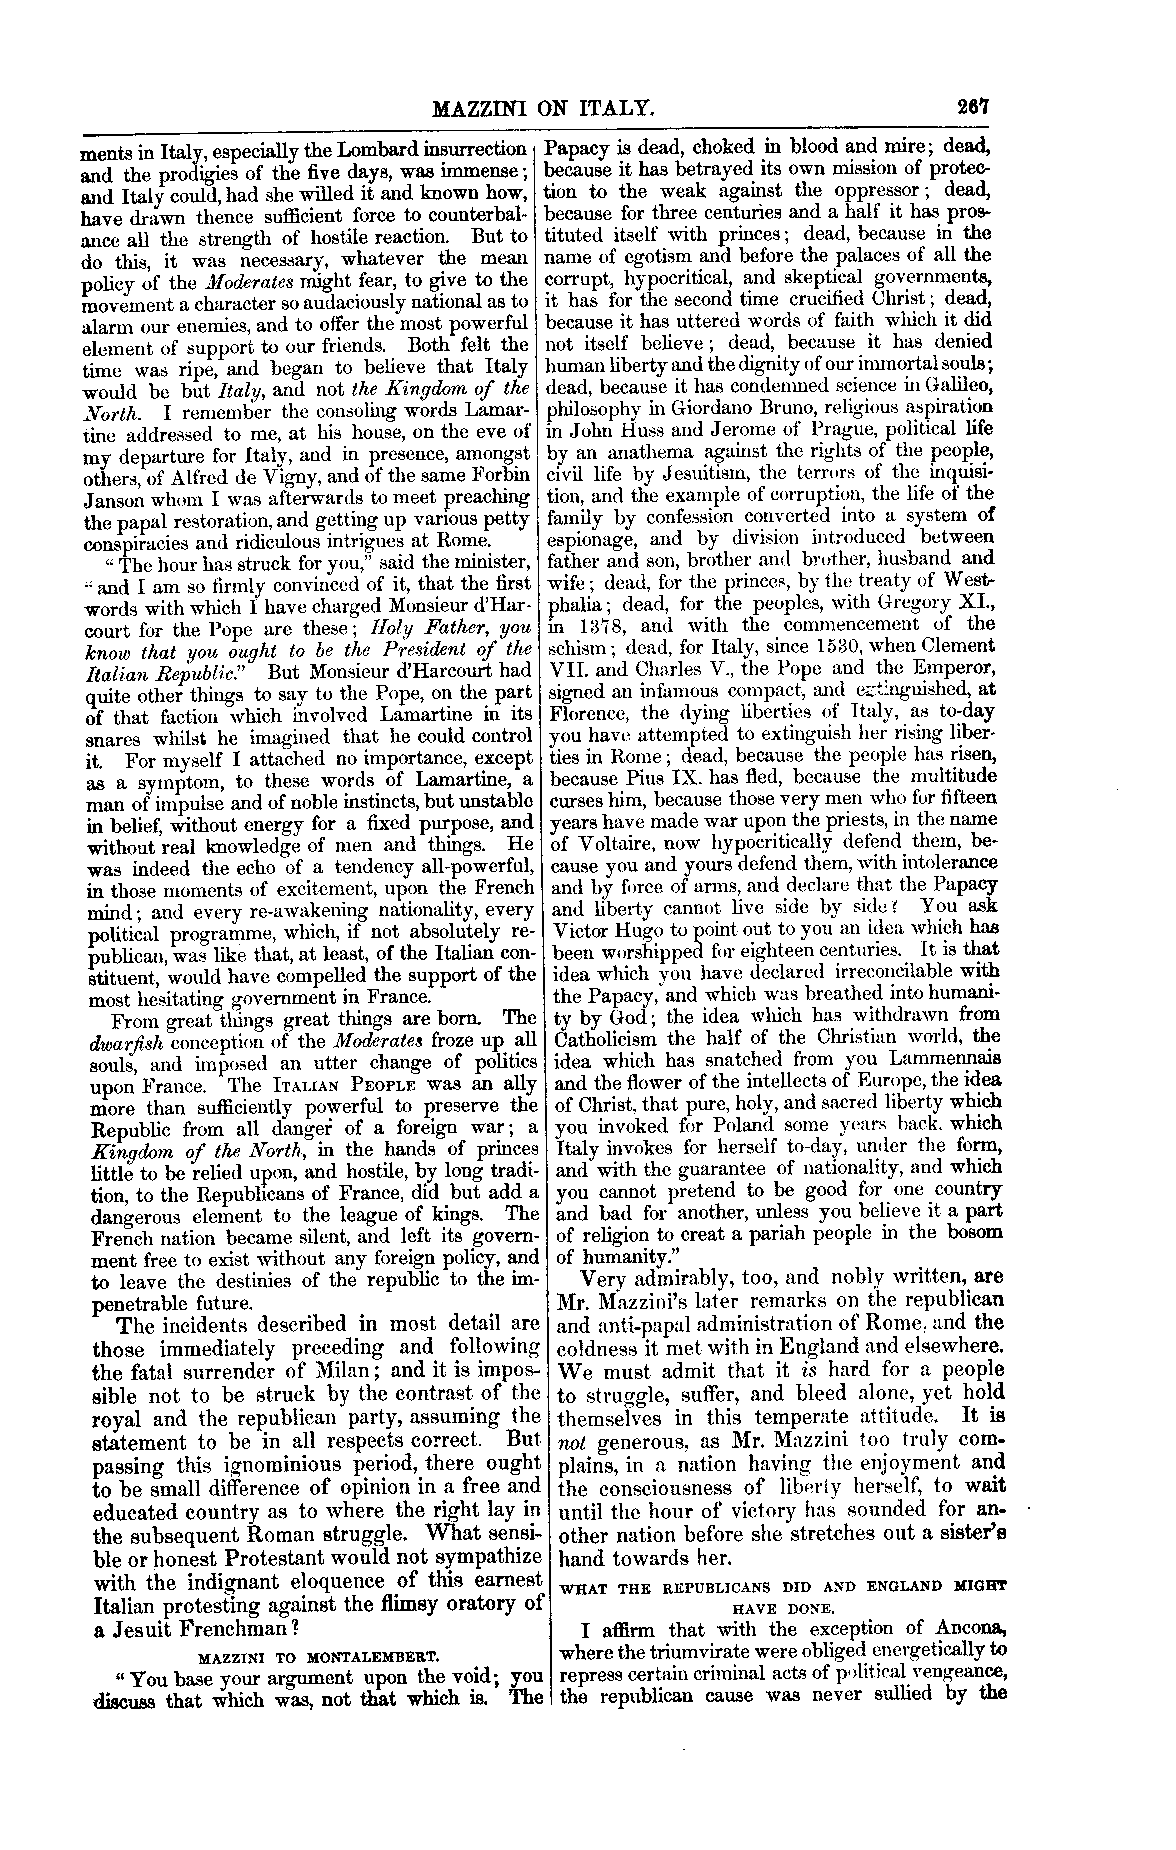 MAZZINI ON ITALY. 267
ments in Italy, especially the Lombard insurrection
and the prodigies of the five days, was immense;
and Italy could, had she willed it and known how,
have drawn thence sufficient force to counterbal-
ance all the strength of hostile reaction. But to
do this, it was necessary, whatever the mean
policy of the Moderates might fear, to give to the
movement a character so audaciously national as to
alarm our enemies, and to offer the most powerful
element of support to our friends. Both felt the
time was ripe, and began to believe that Italy
would be but Italy, and not the Kingdom of the
North. I remember the consoling words Lamar-
tine addressed to me, at his house, on the eve of
my departure for Italy, and in presence, amongst
others, of Alfred de Vigny, and of the same Forbin
Janson whom I was afterwards to meet preaching
the papal restoration, and getting up various petty
conspiracies and ridiculous intrigues at Rome.
"The hour has struck for you," said the minister,
"and I am so firmly convinced of it, that the first
words with which I have charged Monsieur d'Har-
court for the Pope are these; Holy Father, you
know that you ought to be the President of the
Italian Republic." But Monsieur d'Harcourt had
quite other things to say to the Pope, on the part
of that faction which involved Lamartine in its
snares whilst he imagined that he could control
it. For myself I attached no importance, except
as a symptom, to these words of Lamartine, a
man of impulse and of noble instincts, but unstable
in belief, without energy for a fixed purpose, and
without real knowledge of men and things. He
was indeed the echo of a tendency all-powerful,
in those moments of excitement, upon the French
mind; and every re-awakening nationality, every
political programme, which, if not absolutely re-
publican, was like that, at least, of the Italian con-
stituent, would have compelled the support of the
most hesitating government in France.
From great things great things are born. The
dwarfish conception of the Moderates froze up all
souls, and imposed an utter change of politics
upon France. The ITALIAN PEOPLE was an ally
more than sufficiently powerful to preserve the
Republic from all danger of a foreign war; a
Kingdom of the North, in the hands of princes
little to be relied upon, and hostile, by long tradi-
tion, to the Republicans of France, did but add a
dangerous element to the league of kings. The
French nation became silent, and left its govern-
ment free to exist without any foreign policy, and
to leave the destinies of the republic to the im-
penetrable future.
The incidents described in most detail are
those immediately preceding and following
the fatal surrender of Milan; and it is impos-
sible not to be struck by the contrast of the
royal and the republican party, assuming the
statement to be in all respects correct. But
passing this ignominious period, there ought
to be small difference of opinion in a free and
educated country as to where the right lay in
the subsequent Roman struggle. What sensi-
ble or honest Protestant would not sympathize
with the indignant eloquence of this earnest
Italian protesting against the flimsy oratory of
a Jesuit Frenchman?
MAZZINI TO MONTALEMBERT.
"You base your argument upon the void; you
discuss that which was, not that which is. The
Papacy is dead, choked in blood and mire; dead,
because it has betrayed its own mission of protec-
tion to the weak against the oppressor; dead,
because for three centuries and a half it has pros-
tituted itself with princes; dead, because in the
name of egotism and before the palaces of all the
corrupt, hypocritical, and skeptical governments,
it has for the second time crucified Christ; dead,
because it has uttered words of faith which it did
not itself believe; dead, because it has denied
human liberty and the dignity of our immortal souls;
dead, because it has condemned science in Galileo,
philosophy in Giordano Bruno, religious aspiration
in John Huss and Jerome of Prague, political life
by an anathema against the rights of the people,
civil life by Jesuitism, the terrors of the inquisi-
tion, and the example of corruption, the life of the
family by confession converted into a system of
espionage, and by division introduced between
father and son, brother and brother, husband and
wife; dead, for the princes, by the treaty of West-
phalia; dead, for the peoples, with Gregory XI.,
in 1378, and with the commencement of the
schism; dead, for Italy, since 1530, when Clement
VII. and Charles V., the Pope and the Emperor,
signed an infamous compact, and extinguished, at
Florence, the dying liberties of Italy, as to-day
you have attempted to extinguish her rising liber-
ties in Rome; dead, because the people has risen,
because Pius IX. has fled, because the multitude
curses him, because those very men who for fifteen
years have made war upon the priests, in the name
of Voltaire, now hypocritically defend them, be-
cause you and yours defend them, with intolerance
and by force of arms, and declare that the Papacy
and liberty cannot live side by side? You ask
Victor Hugo to point out to you an idea which has
been worshipped for eighteen centuries. It is that
idea which you have declared irreconcilable with
the Papacy, and which was breathed into humani-
ty by God; the idea which has withdrawn from
Catholicism the half of the Christian world, the
idea which has snatched from you Lammennais
and the flower of the intellects of Europe, the idea
of Christ, that pure, holy, and sacred liberty which
you invoked for Poland some years back, which
Italy invokes for herself to-day, under the form,
and with the guarantee of nationality, and which
you cannot pretend to be good for one country
and bad for another, unless you believe it a part
of religion to creat a pariah people in the bosom
of humanity."
Very admirably, too, and nobly written, are
Mr. Mazzini's later remarks on the republican
and anti-papal administration of Rome, and the
coldness it met with in England and elsewhere.
We must admit that it is hard for a people
to struggle, suffer, and bleed alone, yet hold
themselves in this temperate attitude. It is
not generous, as Mr. Mazzini too truly com-
plains, in a nation having the enjoyment and
the consciousness of liberty herself, to wait
until the hour of victory has sounded for an-
other nation before she stretches out a sister's
hand towards her.
WHAT THE REPUBLICANS DID AND ENGLAND MIGHT
HAVE DONE.
I affirm that with the exception of Ancona,
where the triumvirate were obliged energetically to
repress certain criminal acts of political vengeance,
the republican cause was never sullied by the